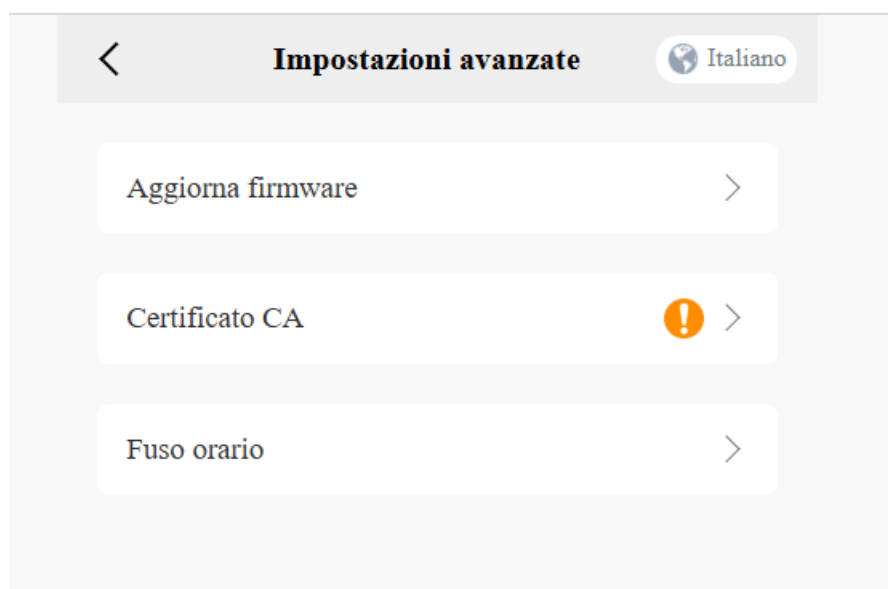 Impostazioni avanzate
Italiano
Aggiorna firmware
Certificato CA
Fuso orario